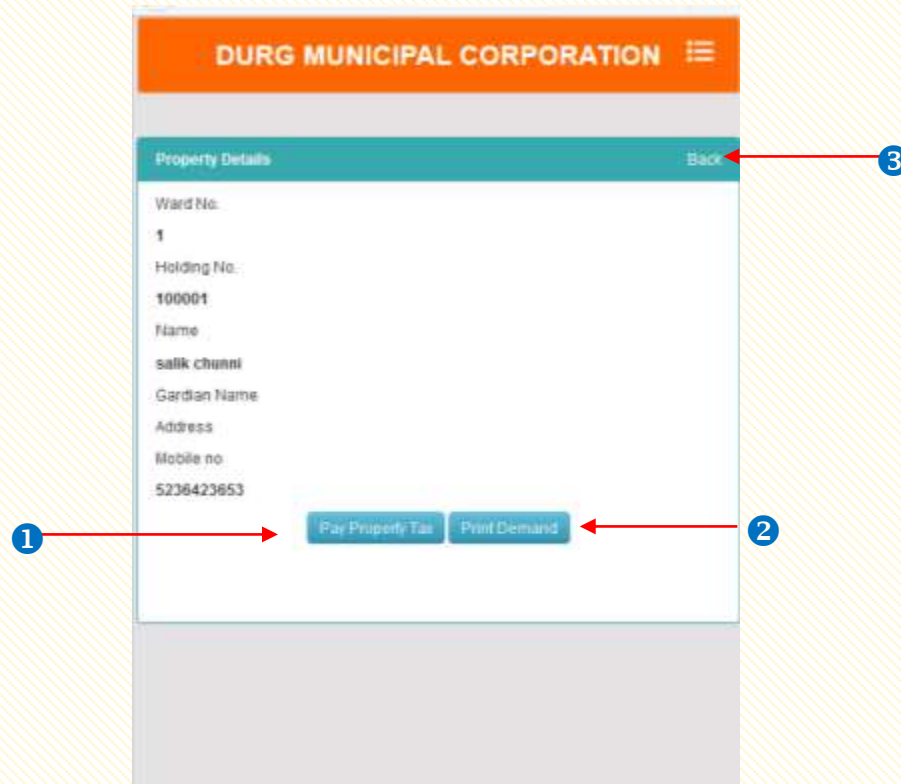 DURG MUNICIPAL CORPORATION
Property Details Back
3
Ward No.
1
Holding No.
100001
Name
salik chunni
Gardian Name
Address
Mobile no
5236423653
1 Pay Property Tax Print Demand 2